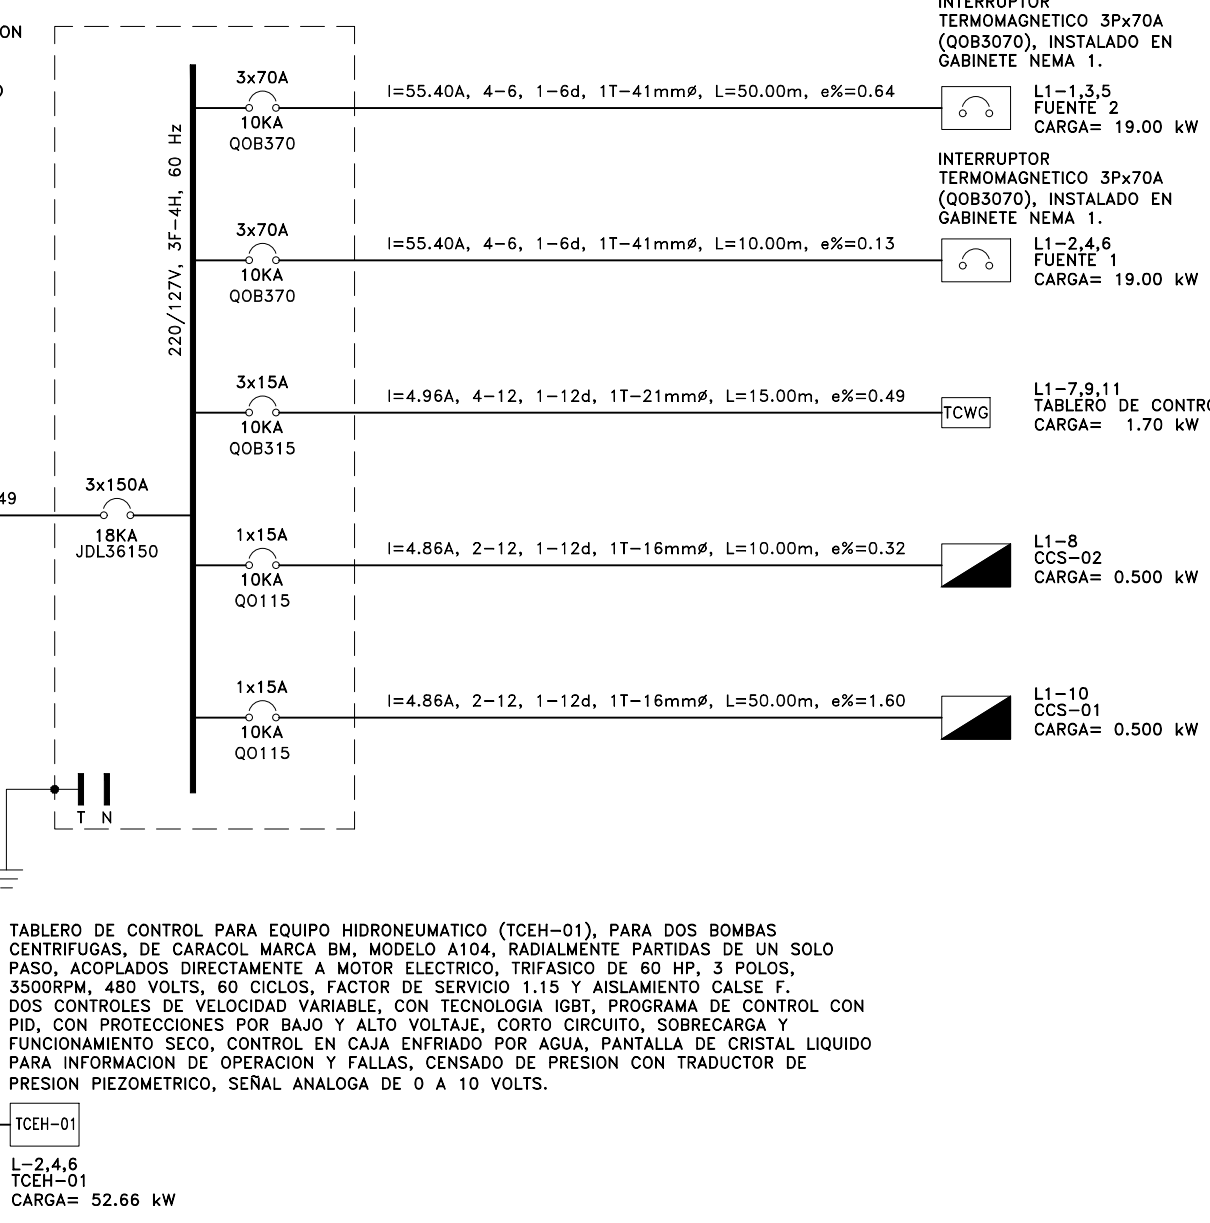 ON
INTERRUPTOR
TERMOMAGNETICO 3Px70A
(QOB3070), INSTALADO EN
GABINETE NEMA 1.
3x70A
10KA
QOB370
I=55.40A, 4-6, 1-6d, 1T-41mmø, L=50.00m, e%=0.64
L1-1,3,5
FUENTE 2
CARGA= 19.00 kW
220/127V, 3F-4H, 60 Hz
INTERRUPTOR
TERMOMAGNETICO 3Px70A
(QOB3070), INSTALADO EN
GABINETE NEMA 1.
3x70A
10KA
QOB370
I=55.40A, 4-6, 1-6d, 1T-41mmø, L=10.00m, e%=0.13
L1-2,4,6
FUENTE 1
CARGA= 19.00 kW
3x15A
10KA
QOB315
I=4.96A, 4-12, 1-12d, 1T-21mmø, L=15.00m, e%=0.49
TCWG
L1-7,9,11
TABLERO DE CONTRO
CARGA= 1.70 kW
49
3x150A
18KA
JDL36150
1x15A
10KA
QO115
I=4.86A, 2-12, 1-12d, 1T-16mmø, L=10.00m, e%=0.32
L1-8
CCS-02
CARGA= 0.500 kW
1x15A
10KA
QO115
I=4.86A, 2-12, 1-12d, 1T-16mmø, L=50.00m, e%=1.60
L1-10
CCS-01
CARGA= 0.500 kW
T N
TABLERO DE CONTROL PARA EQUIPO HIDRONEUMATICO (TCEH-01), PARA DOS BOMBAS
CENTRIFUGAS, DE CARACOL MARCA BM, MODELO A104, RADIALMENTE PARTIDAS DE UN SOLO
PASO, ACOPLADOS DIRECTAMENTE A MOTOR ELECTRICO, TRIFASICO DE 60 HP, 3 POLOS,
3500RPM, 480 VOLTS, 60 CICLOS, FACTOR DE SERVICIO 1.15 Y AISLAMIENTO CALSE F.
DOS CONTROLES DE VELOCIDAD VARIABLE, CON TECNOLOGIA IGBT, PROGRAMA DE CONTROL CON
PID, CON PROTECCIONES POR BAJO Y ALTO VOLTAJE, CORTO CIRCUITO, SOBRECARGA Y
FUNCIONAMIENTO SECO, CONTROL EN CAJA ENFRIADO POR AGUA, PANTALLA DE CRISTAL LIQUIDO
PARA INFORMACION DE OPERACION Y FALLAS, CENSADO DE PRESION CON TRADUCTOR DE
PRESION PIEZOMETRICO, SEÑAL ANALOGA DE 0 A 10 VOLTS.
TCEH-01
L-2,4,6
TCEH-01
CARGA= 52.66 kW